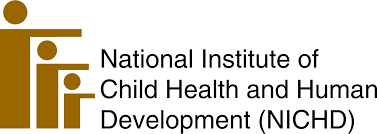 National Institute of
Child Health and Human
Development (NICHD)